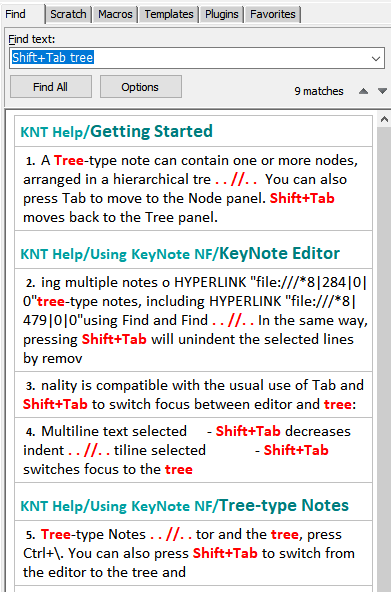 Find Scratch Macros Templates Plugins Favorites
Find text:
Shift+Tab tree
Find All Options 9 matches
KNT Help/Getting Started
1. A Tree-type note can contain one or more nodes,
arranged in a hierarchical tre . . //. . You can also
press Tab to move to the Node panel. Shift+Tab
moves back to the Tree panel.
KNT Help/Using KeyNote NF/KeyNote Editor
2. ing multiple notes o HYPERLINK "file:///*8|284|0|
0"tree-type notes, including HYPERLINK "file:///*8|
479|0|0"using Find and Find . . //. . In the same way,
pressing Shift+Tab will unindent the selected lines
by remov
3. nality is compatible with the usual use of Tab and
Shift+Tab to switch focus between editor and tree:
4. Multiline text selected - Shift+Tab decreases
indent . . //. . tiline selected - Shift+Tab
switches focus to the tree
KNT Help/Using KeyNote NF/Tree-type Notes
5. Tree-type Notes . . //. . tor and the tree, press
Ctrl+\. You can also press Shift+Tab to switch from
the editor to the tree and